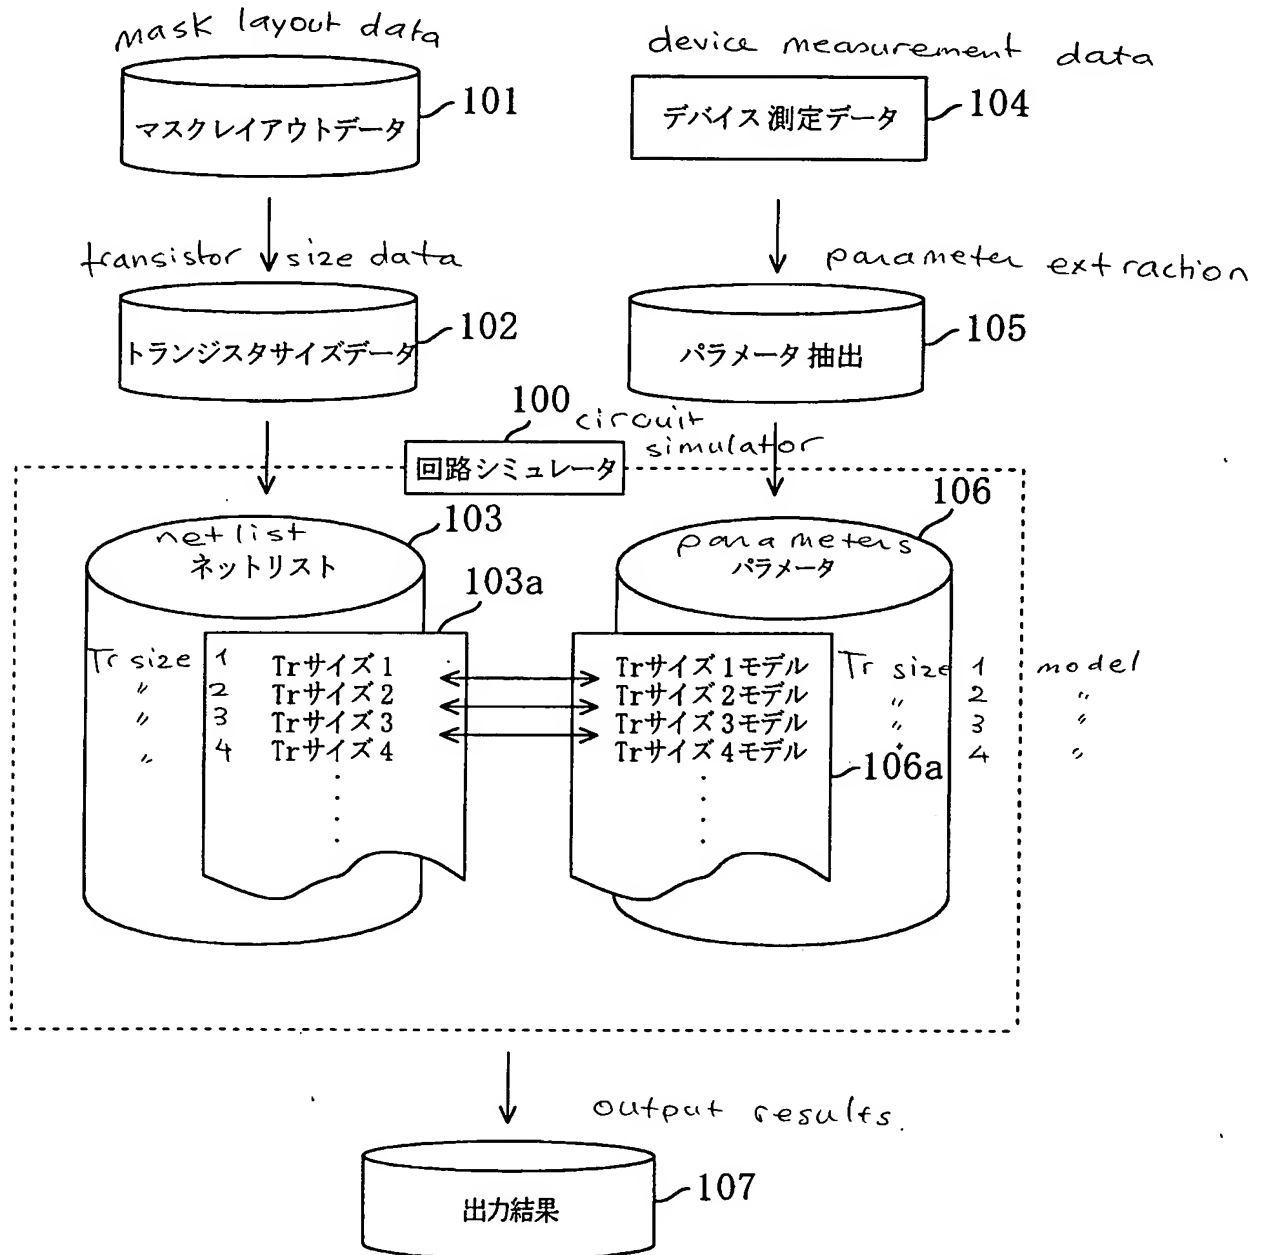 mask layout data
マスクレイアウトデータ
101
device measurement data
デバイス測定データ
104
transistor size data
トランジスタサイズデータ
102
parameter extraction
パラメータ抽出
105
100
circuit simulator
回路シミュレータ
netlist
ネットリスト
103
parameters
パラメータ
106
103a
Tr size 1
〃 2
〃 3
〃 4
Trサイズ1
Trサイズ2
Trサイズ3
Trサイズ4
Trサイズ1モデル
Trサイズ2モデル
Trサイズ3モデル
Trサイズ4モデル
106a
Tr size 1 model
〃 2 〃
〃 3 〃
〃 4 〃
output results.
出力結果
107